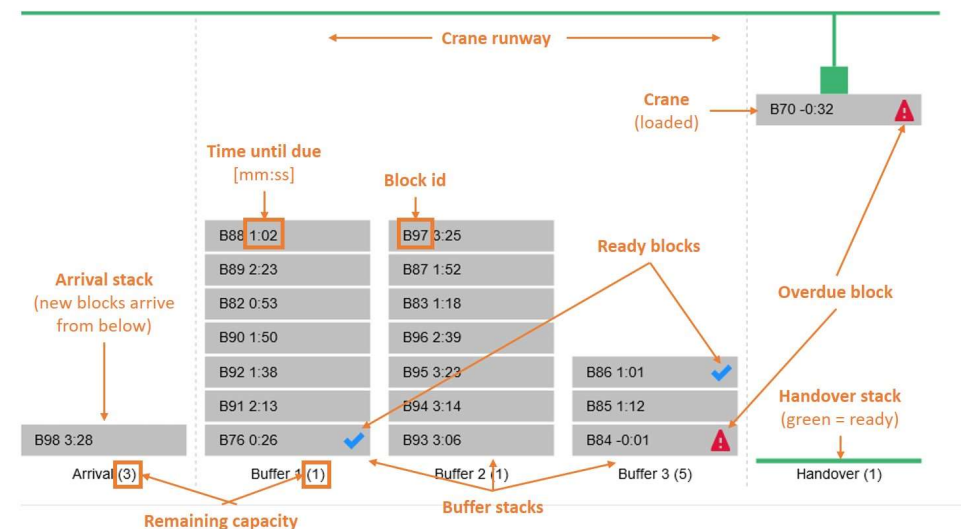 Crane runway
Crane
(loaded)
B70 -0:32
Time until due
[mm:ss]
Block id
Ready blocks
Overdue block
Arrival stack
(new blocks arrive
from below)
B88 1:02
B89 2:23
B82 0:53
B90 1:50
B92 1:38
B91 2:13
B76 0:26
B97 3:25
B87 1:52
B83 1:18
B96 2:39
B95 3:23
B94 3:14
B93 3:06
B86 1:01
B85 1:12
B84 -0:01
Handover stack
(green = ready)
B98 3:28
Arrival (3)
Buffer 1 (1)
Buffer 2 (1)
Buffer 3 (5)
Handover (1)
Remaining capacity
Buffer stacks